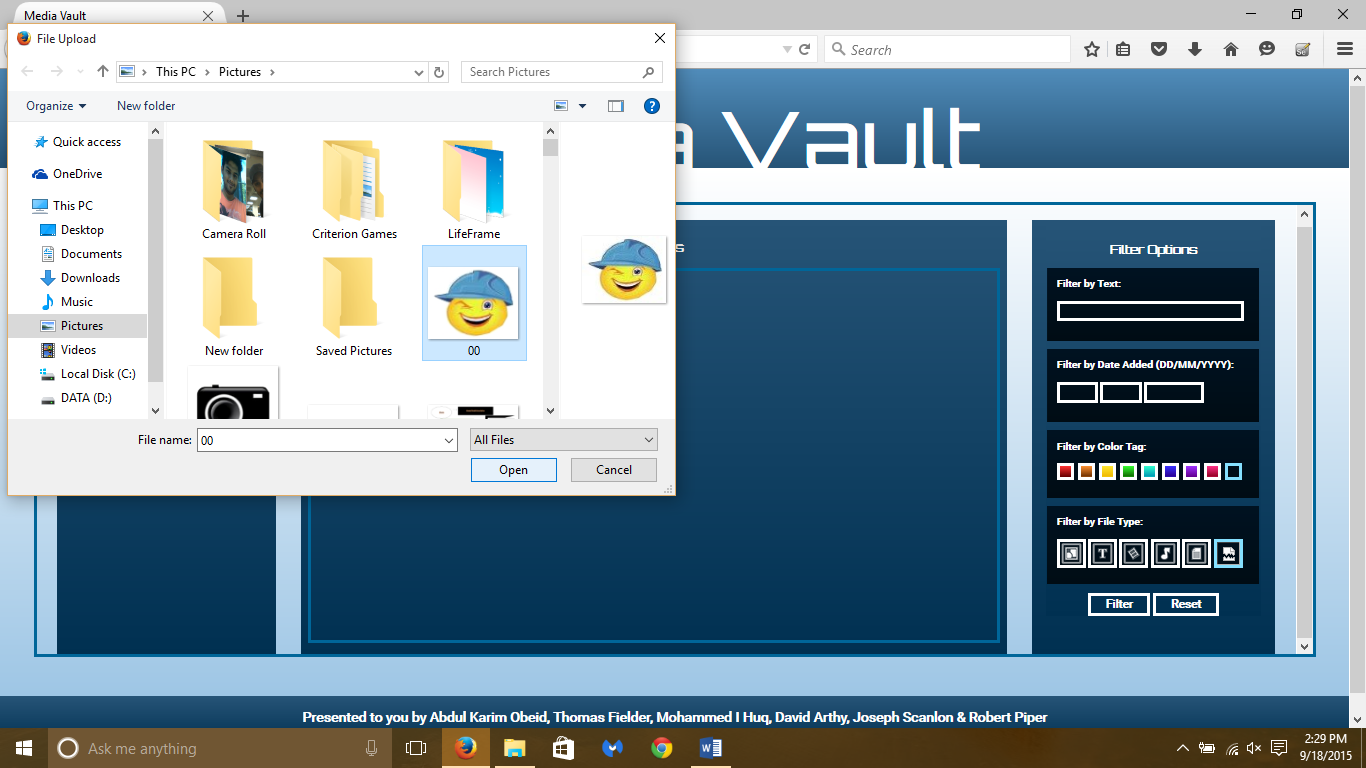 Media Vault
File Upload
This PC
Pictures
Search Pictures
Search
Organize
New folder
a Vault
Quick access
OneDrive
This PC
Desktop
Documents
Downloads
Music
Pictures
Videos
Local Disk (C:)
DATA (D:)
Camera Roll
Criterion Games
LifeFrame
New folder
Saved Pictures
00
File name:
00
All Files
Open
Cancel
s
Filter Options
Filter by Text:
Filter by Date Added (DD/MM/YYYY):
Filter by Color Tag:
Filter by File Type:
T
Filter
Reset
Presented to you by Abdul Karim Obeid, Thomas Fielder, Mohammed I Huq, David Arthy, Joseph Scanlon & Robert Piper
Ask me anything
2:29 PM
9/18/2015